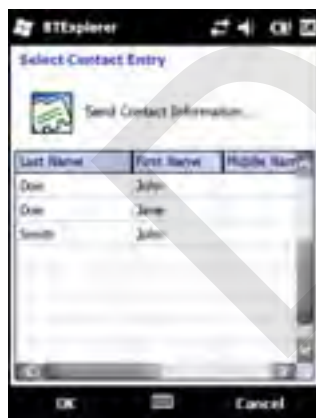 BTExplorer
Select Contact Entry
Send Contact Information...
Last Name First Name Middle Nam
Doe John
Doe Jane
Smith John
OK Cancel